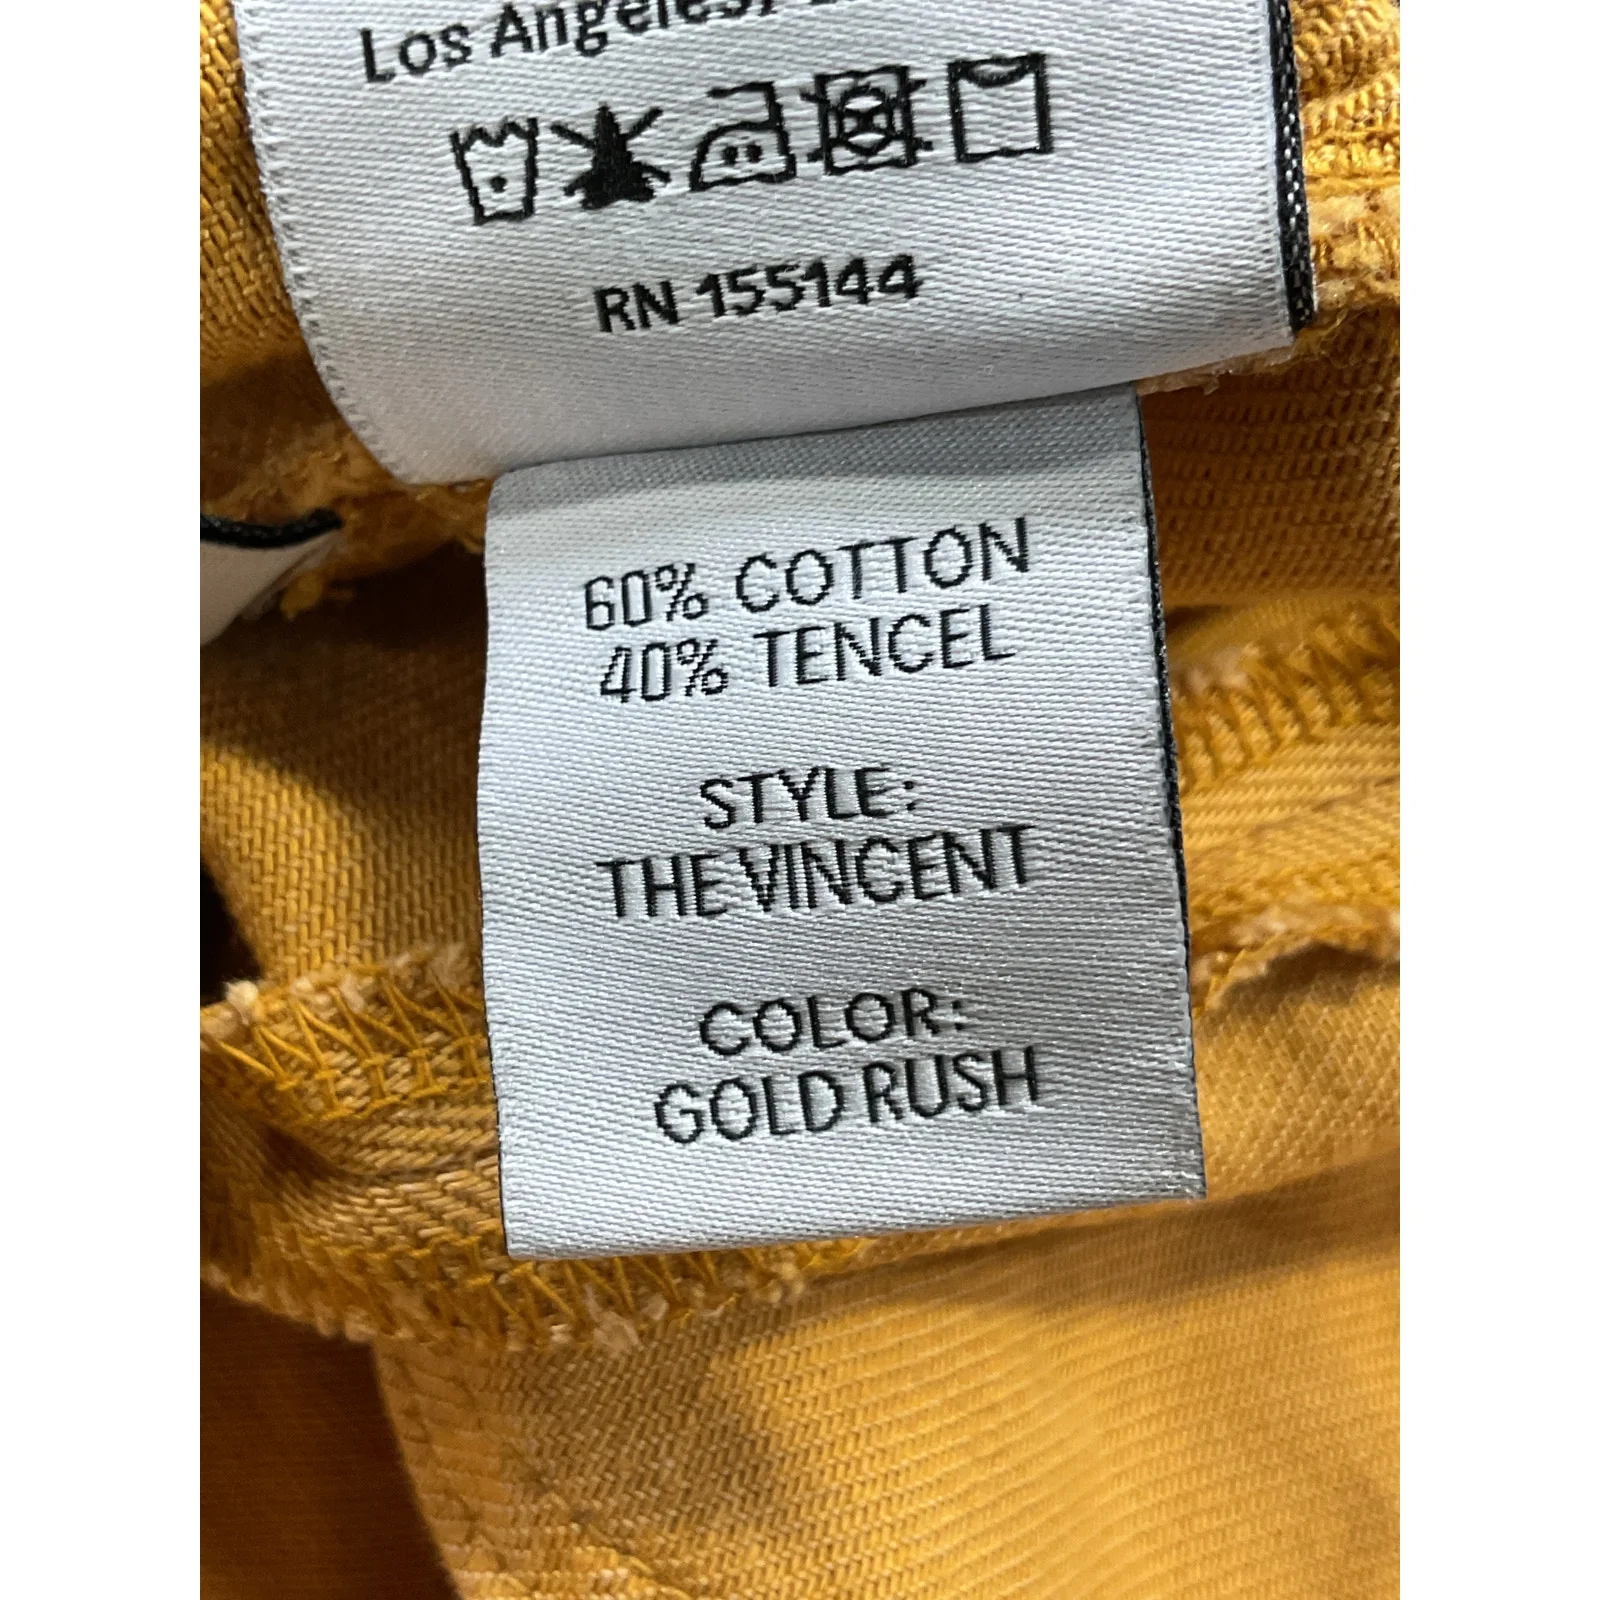 Los Angeles,
RN 155144
60% COTTON
40% TENCEL
STYLE:
THE VINCENT
COLOR:
GOLD RUSH